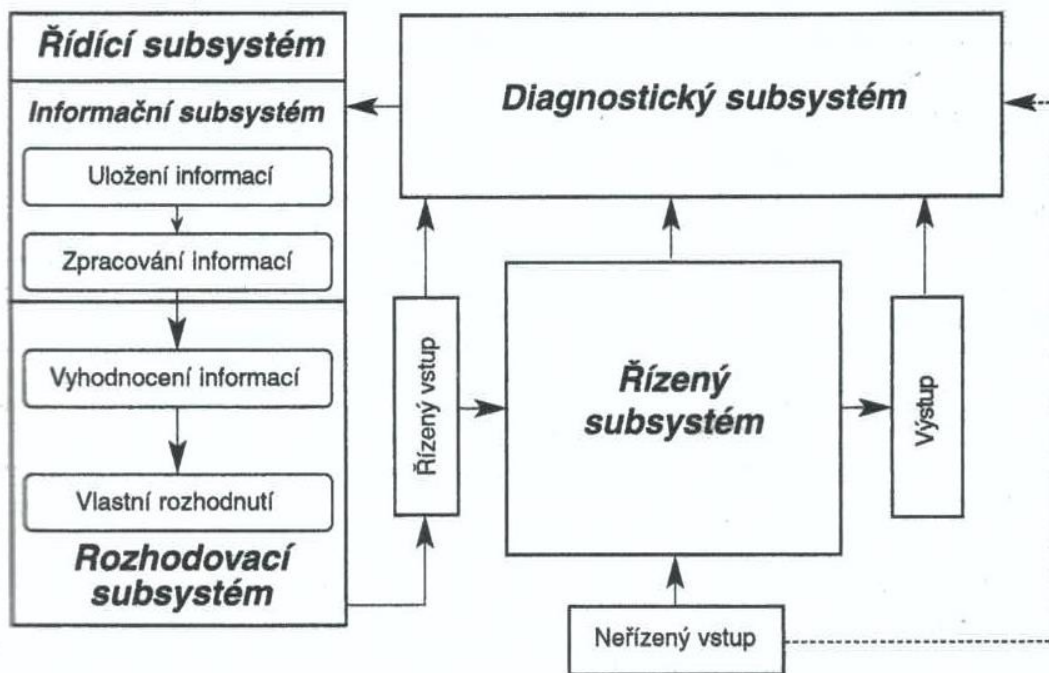 Řídící subsystém
Informační subsystém
Uložení informací
Zpracování informací
Vyhodnocení informací
Vlastní rozhodnutí
Rozhodovací
subsystém
Diagnostický subsystém
Řízený vstup
Řízený
subsystém
Výstup
Neřízený vstup